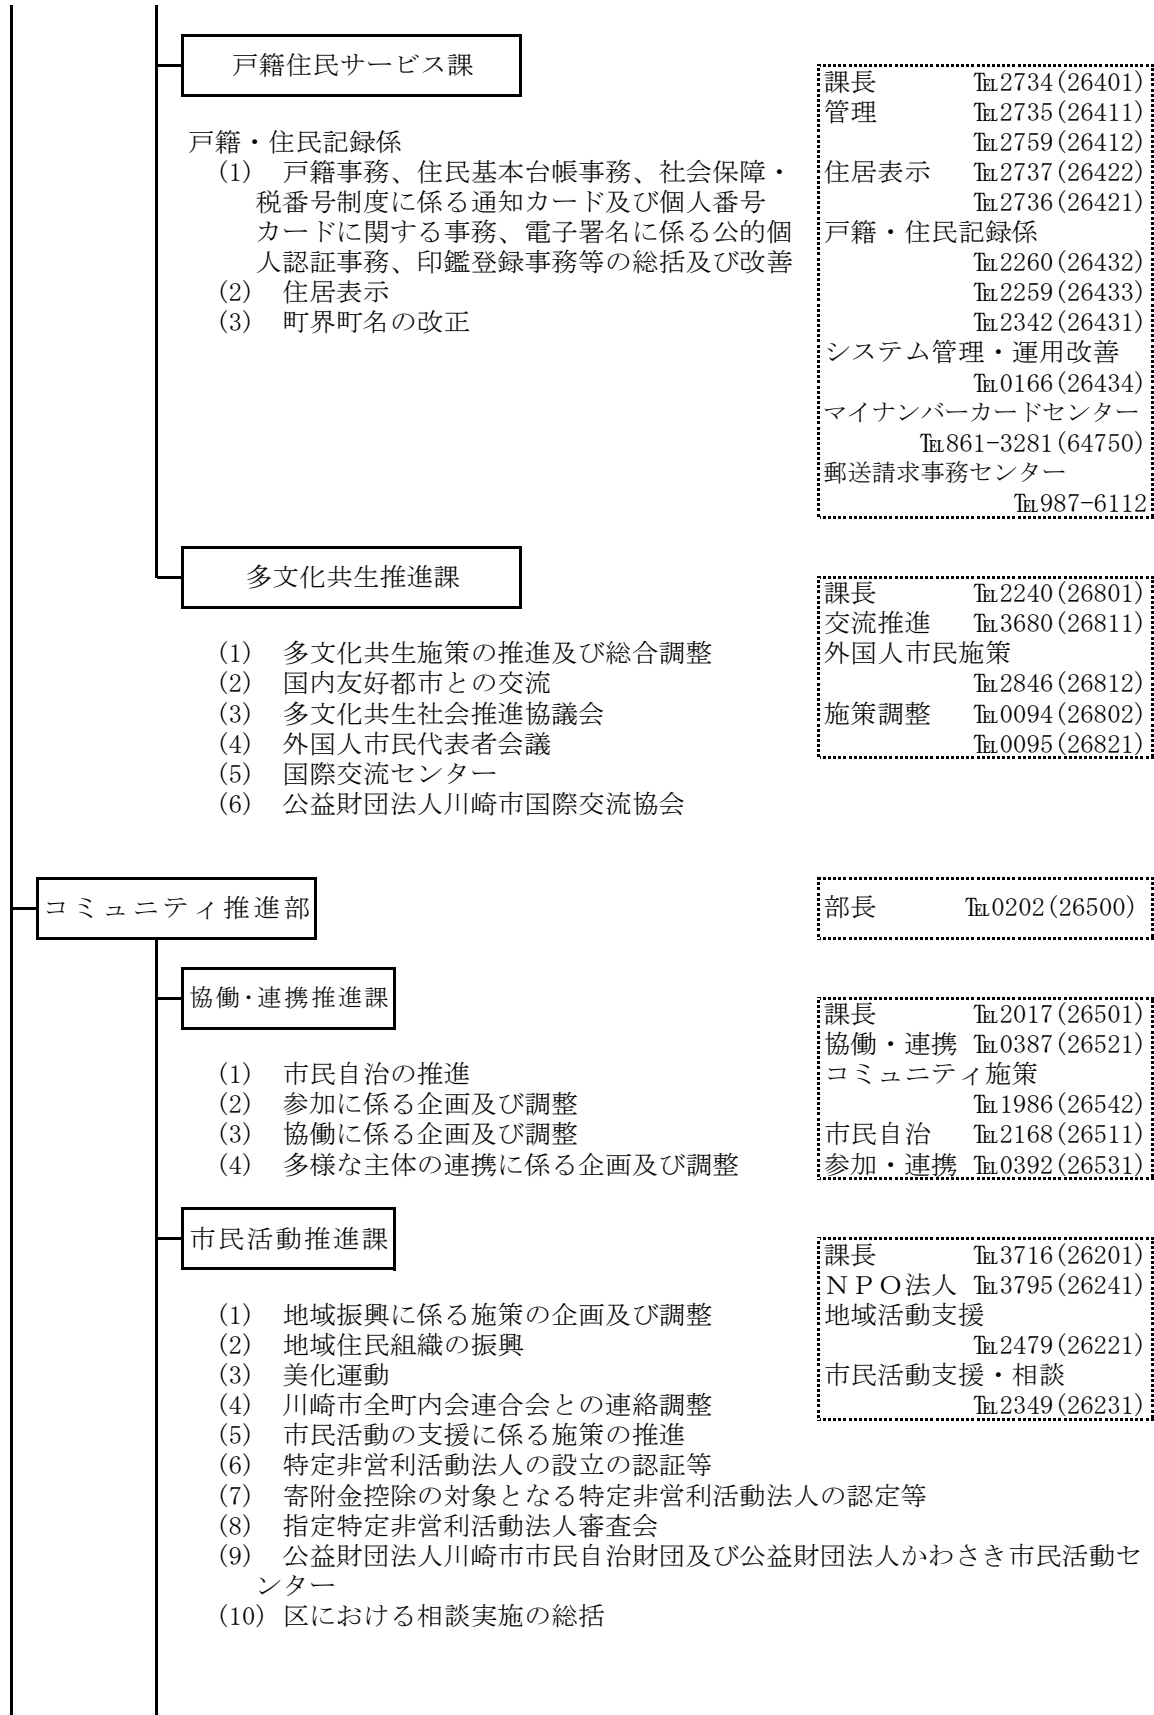 戸籍住民サービス課
課長 ℡2734(26401)
管理 ℡2735(26411)
℡2759(26412)
住居表示 ℡2737(26422)
℡2736(26421)
戸籍・住民記録係
℡2260(26432)
℡2259(26433)
℡2342(26431)
システム管理・運用改善
℡0166(26434)
マイナンバーカードセンター
℡861-3281(64750)
郵送請求事務センター
℡987-6112
戸籍・住民記録係
(1) 戸籍事務、住民基本台帳事務、社会保障・
税番号制度に係る通知カード及び個人番号
カードに関する事務、電子署名に係る公的個
人認証事務、印鑑登録事務等の総括及び改善
(2) 住居表示
(3) 町界町名の改正
多文化共生推進課
課長 ℡2240(26801)
交流推進 ℡3680(26811)
外国人市民施策
℡2846(26812)
施策調整 ℡0094(26802)
℡0095(26821)
(1) 多文化共生施策の推進及び総合調整
(2) 国内友好都市との交流
(3) 多文化共生社会推進協議会
(4) 外国人市民代表者会議
(5) 国際交流センター
(6) 公益財団法人川崎市国際交流協会
コミュニティ推進部
部長 ℡0202(26500)
協働・連携推進課
課長 ℡2017(26501)
協働・連携 ℡0387(26521)
コミュニティ施策
℡1986(26542)
市民自治 ℡2168(26511)
参加・連携 ℡0392(26531)
(1) 市民自治の推進
(2) 参加に係る企画及び調整
(3) 協働に係る企画及び調整
(4) 多様な主体の連携に係る企画及び調整
市民活動推進課
課長 ℡3716(26201)
ＮＰＯ法人 ℡3795(26241)
地域活動支援
℡2479(26221)
市民活動支援・相談
℡2349(26231)
(1) 地域振興に係る施策の企画及び調整
(2) 地域住民組織の振興
(3) 美化運動
(4) 川崎市全町内会連合会との連絡調整
(5) 市民活動の支援に係る施策の推進
(6) 特定非営利活動法人の設立の認証等
(7) 寄附金控除の対象となる特定非営利活動法人の認定等
(8) 指定特定非営利活動法人審査会
(9) 公益財団法人川崎市市民自治財団及び公益財団法人かわさき市民活動セ
ンター
(10) 区における相談実施の総括